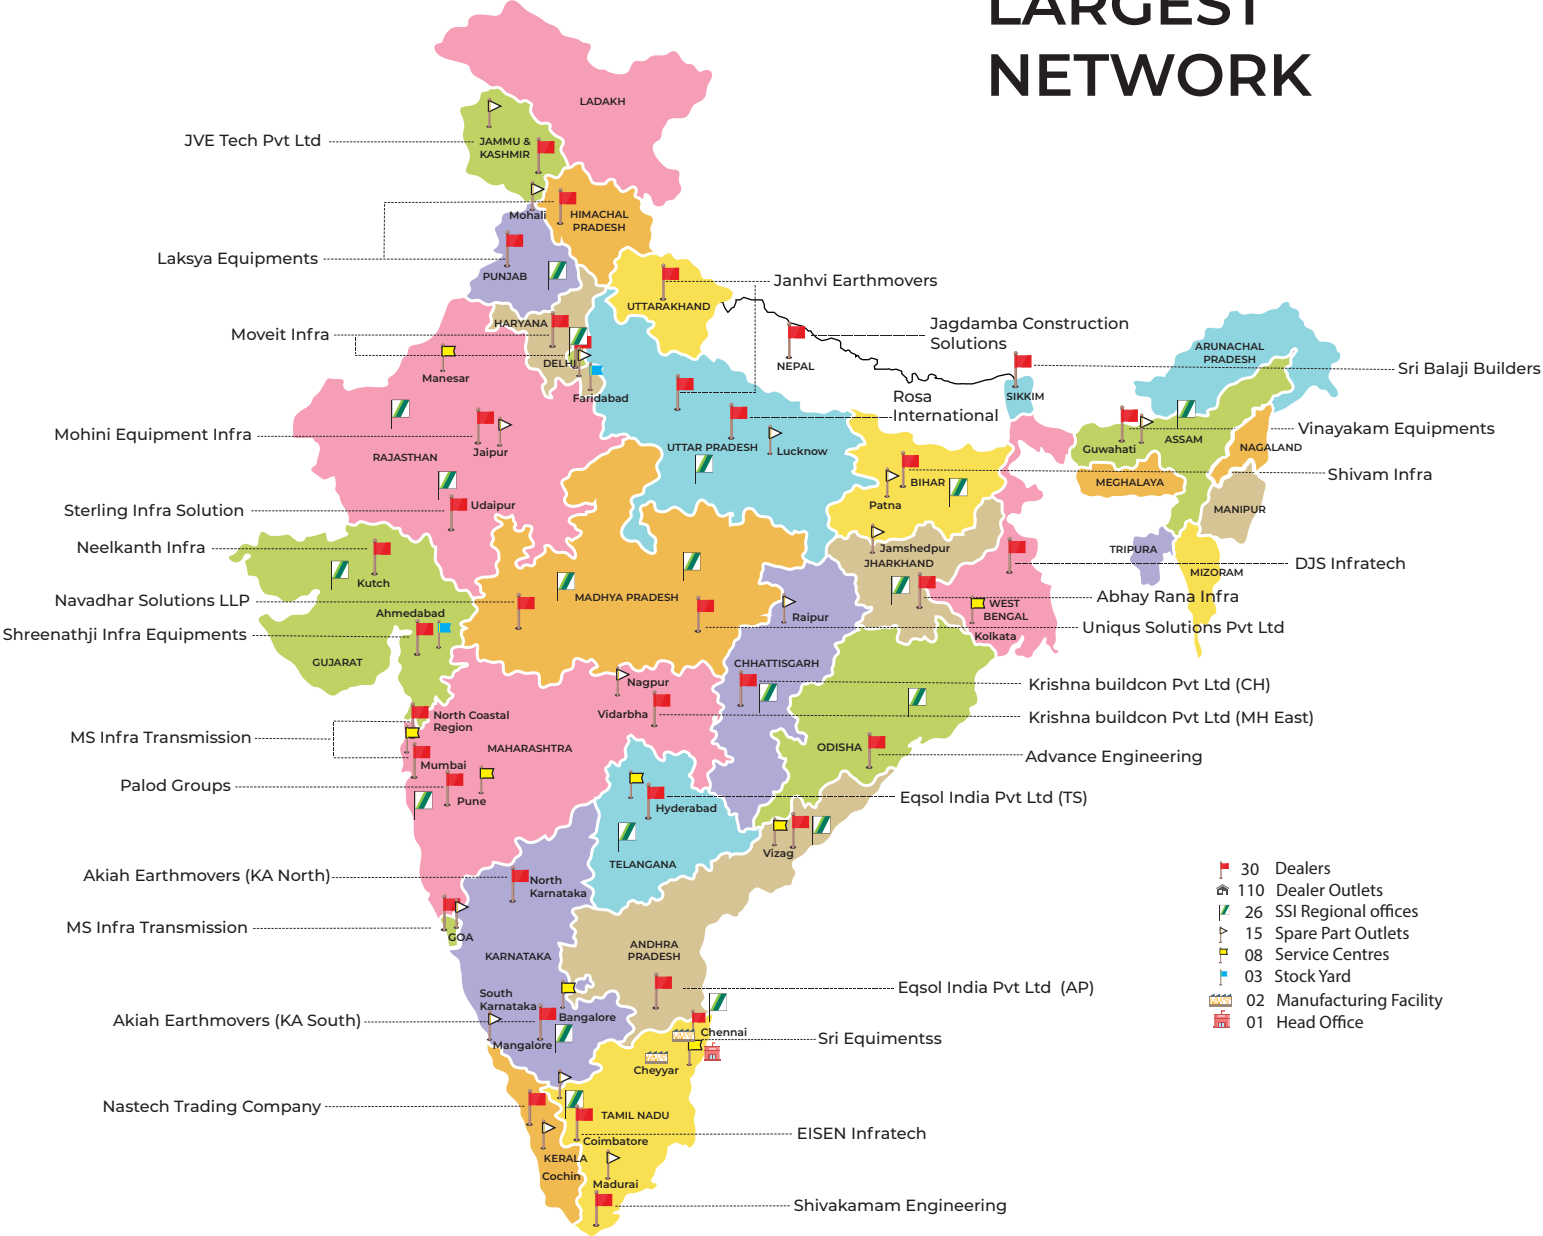 LARGEST
NETWORK
LADAKH
JVE Tech Pvt Ltd
JAMMU &
KASHMIR
Mohali
HIMACHAL
PRADESH
Laksya Equipments
PUNJAB
Janhvi Earthmovers
UTTARAKHAND
HARYANA
Moveit Infra
Jagdamba Construction
Solutions
NEPAL
ARUNACHAL
PRADESH
DELHI
Manesar
Sri Balaji Builders
SIKKIM
Faridabad
Rosa
International
Mohini Equipment Infra
Jaipur
RAJASTHAN
UTTAR PRADESH
Lucknow
Guwahati
ASSAM
Vinayakam Equipments
NAGALAND
Shivam Infra
BIHAR
MEGHALAYA
Patna
Sterling Infra Solution
Udaipur
MANIPUR
Neelkanth Infra
Kutch
Jamshedpur
JHARKHAND
TRIPURA
DJS Infratech
MIZORAM
Navadhar Solutions LLP
MADHYA PRADESH
Abhay Rana Infra
WEST
BENGAL
Ahmedabad
Raipur
Shreenathji Infra Equipments
Uniqus Solutions Pvt Ltd
Kolkata
GUJARAT
CHHATTISGARH
Nagpur
Krishna buildcon Pvt Ltd (CH)
North Coastal
Region
Vidarbha
Krishna buildcon Pvt Ltd (MH East)
MS Infra Transmission
MAHARASHTRA
ODISHA
Advance Engineering
Mumbai
Palod Groups
Pune
Hyderabad
Eqsol India Pvt Ltd (TS)
Vizag
TELANGANA
Akiah Earthmovers (KA North)
North
Karnataka
30 Dealers
110 Dealer Outlets
26 SSI Regional offices
15 Spare Part Outlets
08 Service Centres
03 Stock Yard
02 Manufacturing Facility
01 Head Office
MS Infra Transmission
GOA
KARNATAKA
ANDHRA
PRADESH
Eqsol India Pvt Ltd (AP)
South
Karnataka
Akiah Earthmovers (KA South)
Bangalore
Mangalore
Chennai
Sri Equimentss
Cheyyar
Nastech Trading Company
TAMIL NADU
Coimbatore
EISEN Infratech
KERALA
Cochin
Madurai
Shivakamam Engineering